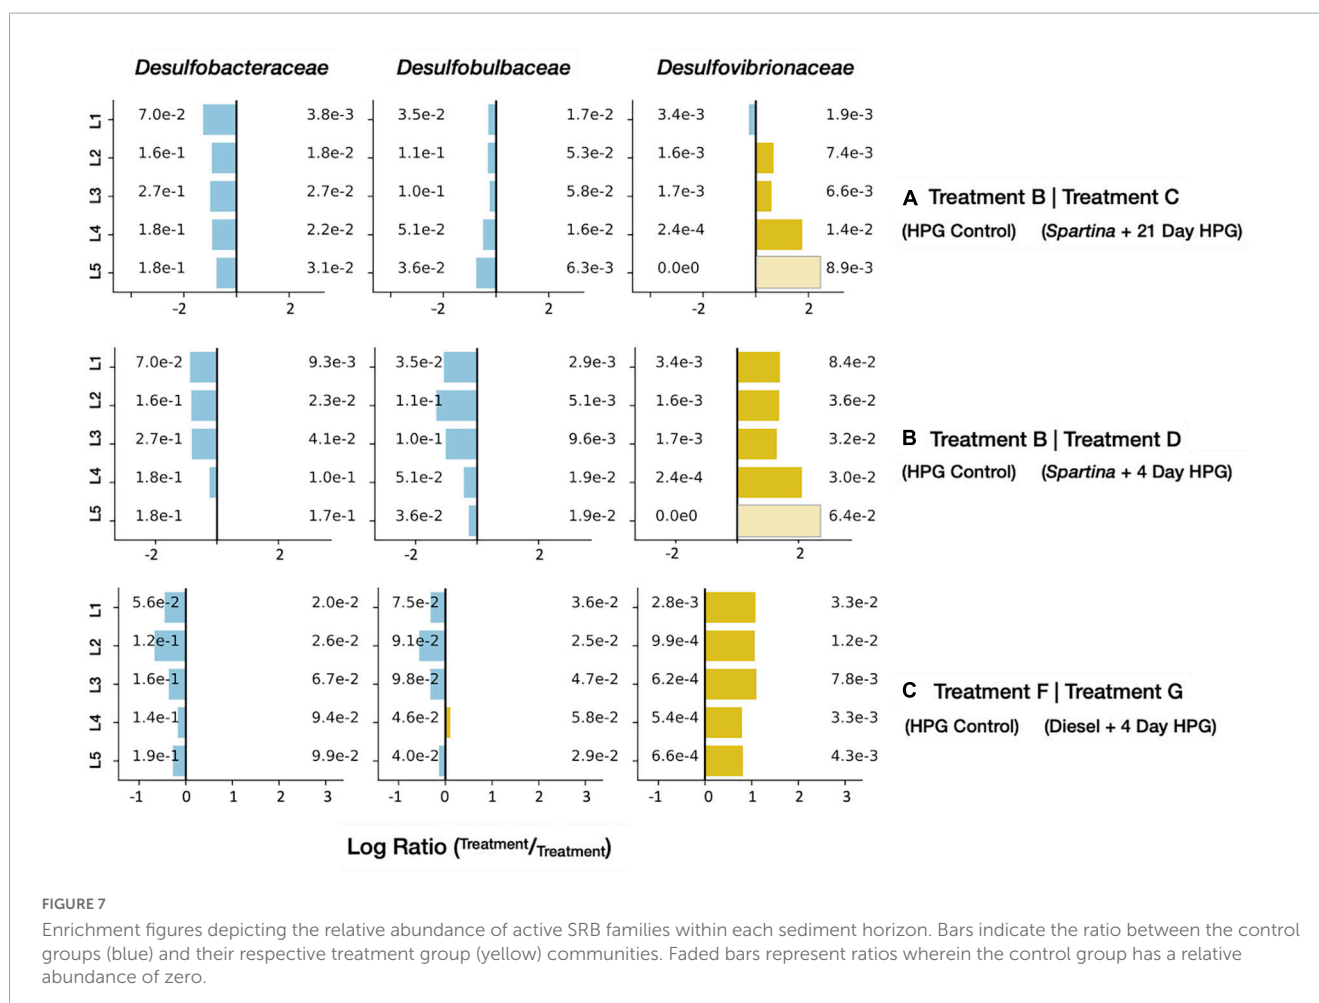 Desulfobacteraceae Desulfobulbaceae Desulfovibrionaceae
L1 7.0e-2 3.8e-3 3.5e-2 1.7e-2 3.4e-3 1.9e-3
L2 1.6e-1 1.8e-2 1.1e-1 5.3e-2 1.6e-3 7.4e-3
L3 2.7e-1 2.7e-2 1.0e-1 5.8e-2 1.7e-3 6.6e-3
A Treatment B | Treatment C
L4 1.8e-1 2.2e-2 5.1e-2 1.6e-2 2.4e-4 1.4e-2
(HPG Control) (Spartina + 21 Day HPG)
L5 1.8e-1 3.1e-2 3.6e-2 6.3e-3 0.0e0 8.9e-3
-2 2 -2 2 -2 2
L1 7.0e-2 9.3e-3 3.5e-2 2.9e-3 3.4e-3 8.4e-2
L2 1.6e-1 2.3e-2 1.1e-1 5.1e-3 1.6e-3 3.6e-2
L3 2.7e-1 4.1e-2 1.0e-1 9.6e-3 1.7e-3 3.2e-2
B Treatment B | Treatment D
L4 1.8e-1 1.0e-1 5.1e-2 1.9e-2 2.4e-4 3.0e-2
(HPG Control) (Spartina + 4 Day HPG)
L5 1.8e-1 1.7e-1 3.6e-2 1.9e-2 0.0e0 6.4e-2
-2 2 -2 2 -2 2
L1 5.6e-2 2.0e-2 7.5e-2 3.6e-2 2.8e-3 3.3e-2
L2 1.2e-1 2.6e-2 9.1e-2 2.5e-2 9.9e-4 1.2e-2
L3 1.6e-1 6.7e-2 9.8e-2 4.7e-2 6.2e-4 7.8e-3
C Treatment F | Treatment G
L4 1.4e-1 9.4e-2 4.6e-2 5.8e-2 5.4e-4 3.3e-3
(HPG Control) (Diesel + 4 Day HPG)
L5 1.9e-1 9.9e-2 4.0e-2 2.9e-2 6.6e-4 4.3e-3
-1 0 1 2 3 -1 0 1 2 3 -1 0 1 2 3
Log Ratio (Treatment/Treatment)
FIGURE 7
Enrichment figures depicting the relative abundance of active SRB families within each sediment horizon. Bars indicate the ratio between the control
groups (blue) and their respective treatment group (yellow) communities. Faded bars represent ratios wherein the control group has a relative
abundance of zero.